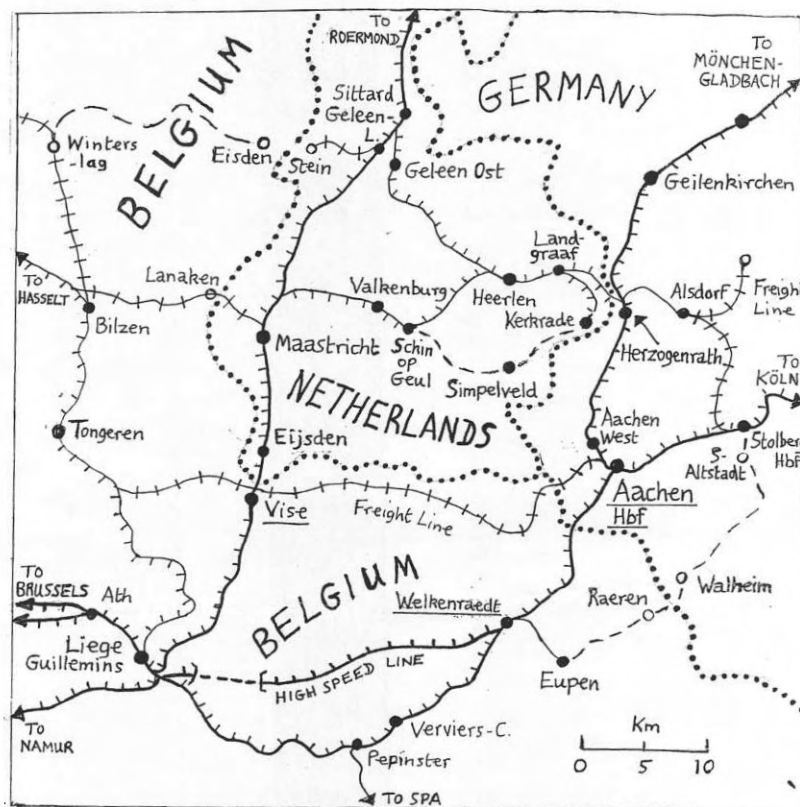 TO
ROERMOND
TO
MÖNCHEN-
GLADBACH
GERMANY
BELGIUM
Sittard
Geleen-
L.
Winters
-lag
Eisden
Stein
Geleen Ost
Geilenkirchen
Land-
graaf
TO
HASSELT
Lanaken
Valkenburg
Heerlen
Alsdorf
Freight
Line
Bilzen
Kerkrade
Maastricht
Schin
op
Geul
Herzogenrath
Simpelveld
TO
KÖLN
NETHERLANDS
Tongeren
Eijsden
Aachen
West
Stolberg
Hbf
S-
Altstadt
Aachen
Hbf
Vise
Freight Line
BELGIUM
TO
BRUSSELS
Ath
Welkenraedt
Raeren
Walheim
Liege
Guillemins
HIGH SPEED LINE
Eupen
TO
NAMUR
Verviers-C.
Pepinster
Km
0 5 10
TO SPA